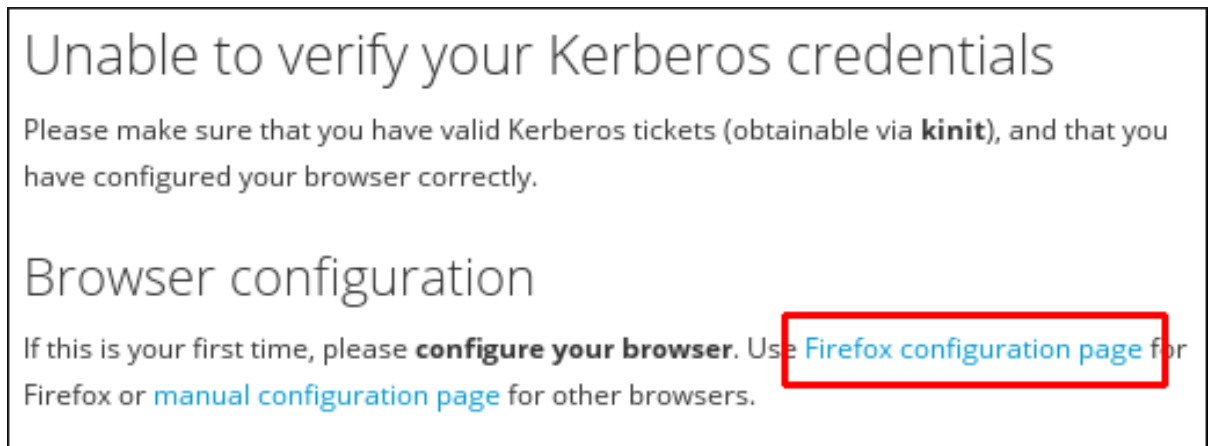 Unable to verify your Kerberos credentials
Please make sure that you have valid Kerberos tickets (obtainable via kinit), and that you
have configured your browser correctly.
Browser configuration
If this is your first time, please configure your browser. Use Firefox configuration page for
Firefox or manual configuration page for other browsers.